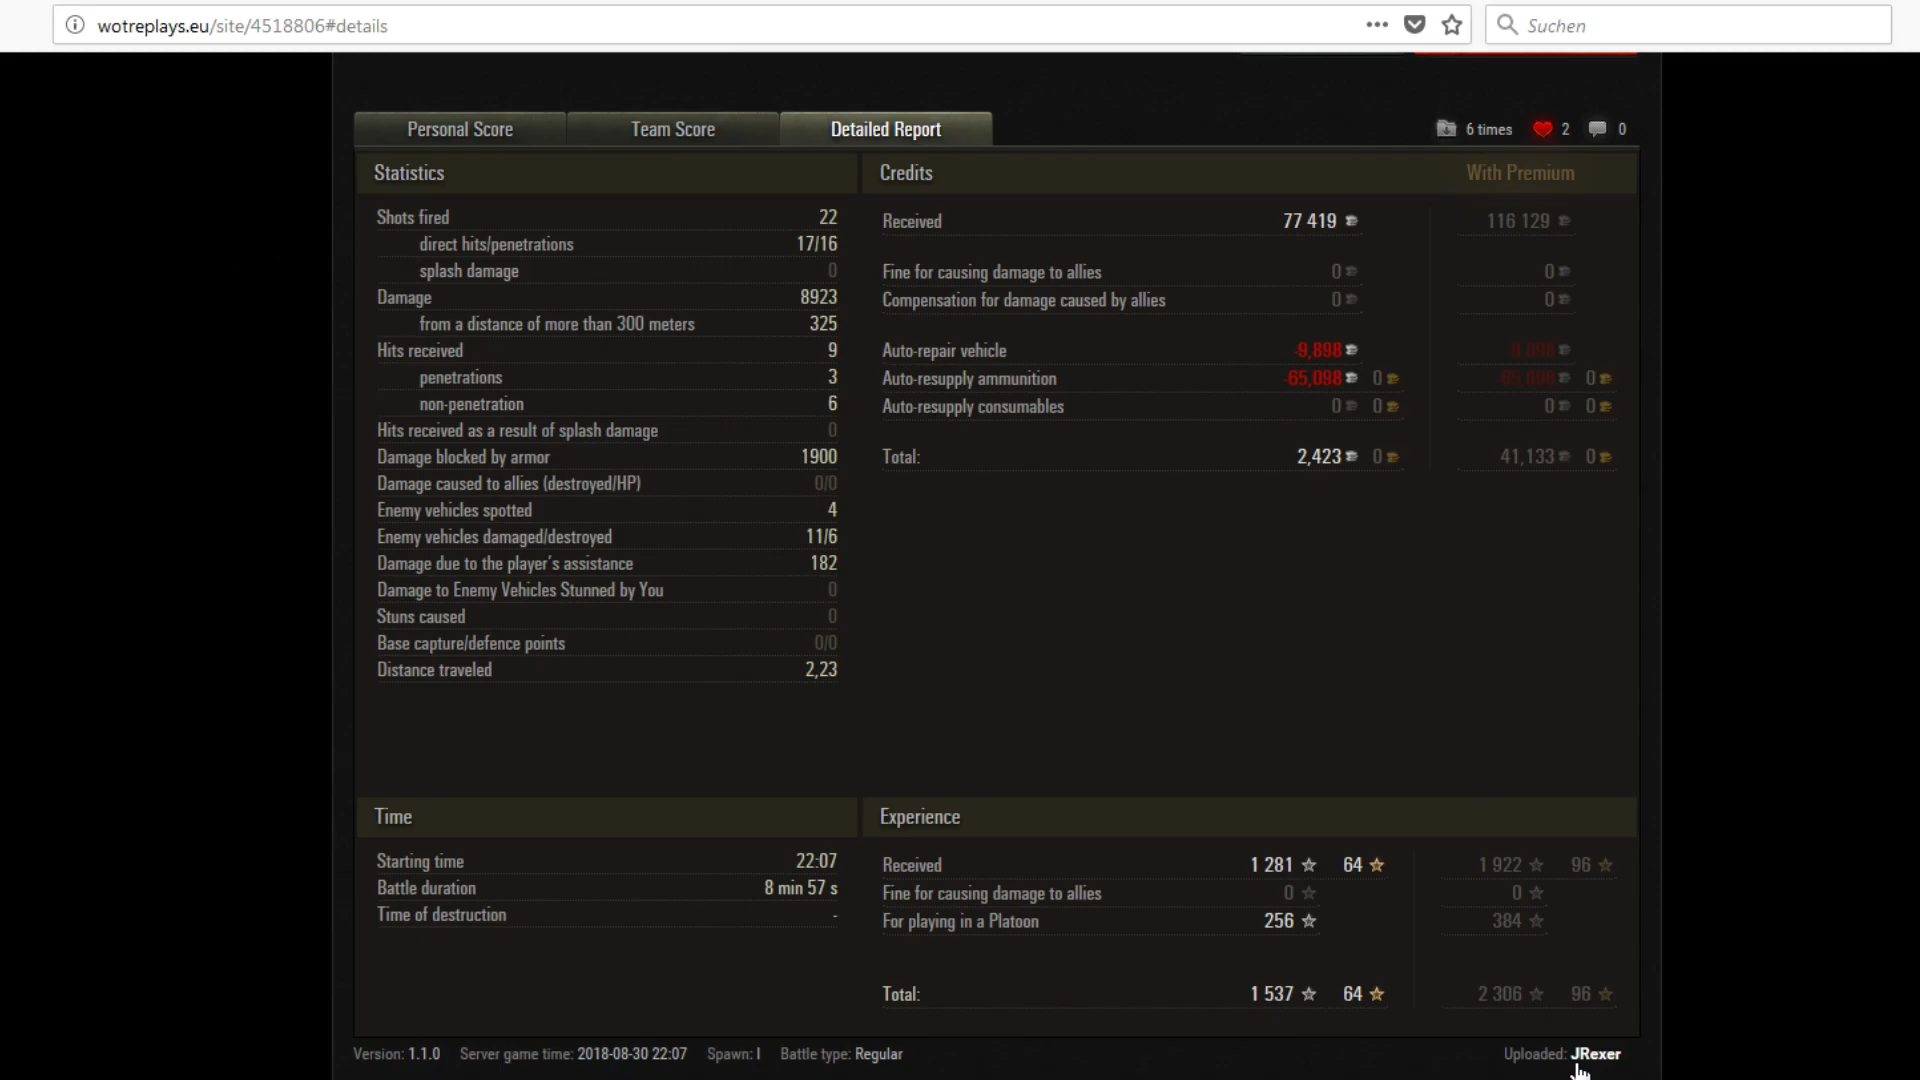 wotreplays.eu/site/4518806#details
Suchen
Personal Score Team Score Detailed Report 6 times 2 0
Statistics
Shots fired 22
direct hits/penetrations 17/16
splash damage 0
Damage 8923
from a distance of more than 300 meters 325
Hits received 9
penetrations 3
non-penetration 6
Hits received as a result of splash damage 0
Damage blocked by armor 1900
Damage caused to allies (destroyed/HP) 0/0
Enemy vehicles spotted 4
Enemy vehicles damaged/destroyed 11/6
Damage due to the player's assistance 182
Damage to Enemy Vehicles Stunned by You 0
Stuns caused 0
Base capture/defence points 0/0
Distance traveled 2,23
Credits With Premium
Received 77 419 116 129
Fine for causing damage to allies 0 0
Compensation for damage caused by allies 0 0
Auto-repair vehicle -9,898 -9,898
Auto-resupply ammunition -65,098 0 -65,098 0
Auto-resupply consumables 0 0 0 0
Total: 2,423 0 41,133 0
Time
Starting time 22:07
Battle duration 8 min 57 s
Time of destruction -
Experience
Received 1 281 64 1 922 96
Fine for causing damage to allies 0 0
For playing in a Platoon 256 384
Total: 1 537 64 2 306 96
Version: 1.1.0 Server game time: 2018-08-30 22:07 Spawn: I Battle type: Regular Uploaded: JRexer